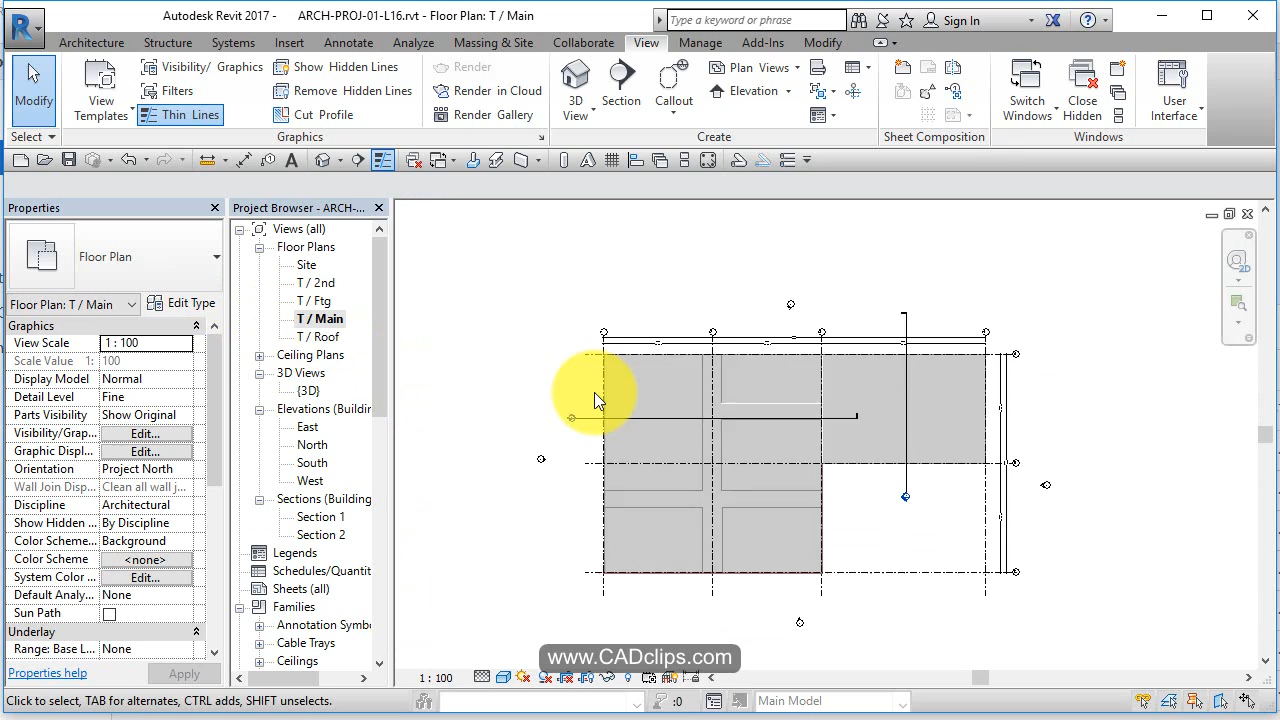 Autodesk Revit 2017 - ARCH-PROJ-01-L16.rvt - Floor Plan: T / Main
Type a keyword or phrase
Sign In
Architecture Structure Systems Insert Annotate Analyze Massing & Site Collaborate View Manage Add-Ins Modify
Modify
View
Templates
Visibility/ Graphics
Filters
Thin Lines
Show Hidden Lines
Remove Hidden Lines
Cut Profile
Render
Render in Cloud
Render Gallery
3D
View
Section
Callout
Plan Views
Elevation
Switch
Windows
Close
Hidden
User
Interface
Select Graphics Create Sheet Composition Windows
Properties
Floor Plan
Floor Plan: T / Main Edit Type
Graphics
View Scale 1 : 100
Scale Value 1: 100
Display Model Normal
Detail Level Fine
Parts Visibility Show Original
Visibility/Grap... Edit...
Graphic Displ... Edit...
Orientation Project North
Wall Join Displ... Clean all wall j...
Discipline Architectural
Show Hidden ... By Discipline
Color Scheme... Background
Color Scheme <none>
System Color ... Edit...
Default Analy... None
Sun Path
Underlay
Range: Base L... None
Properties help Apply
Project Browser - ARCH-...
Views (all)
Floor Plans
Site
T / 2nd
T / Ftg
T / Main
T / Roof
Ceiling Plans
3D Views
{3D}
Elevations (Buildin
East
North
South
West
Sections (Building
Section 1
Section 2
Legends
Schedules/Quantit
Sheets (all)
Families
Annotation Symbo
Cable Trays
Ceilings
2D
www.CADclips.com
1 : 100
Click to select, TAB for alternates, CTRL adds, SHIFT unselects.
:0
Main Model